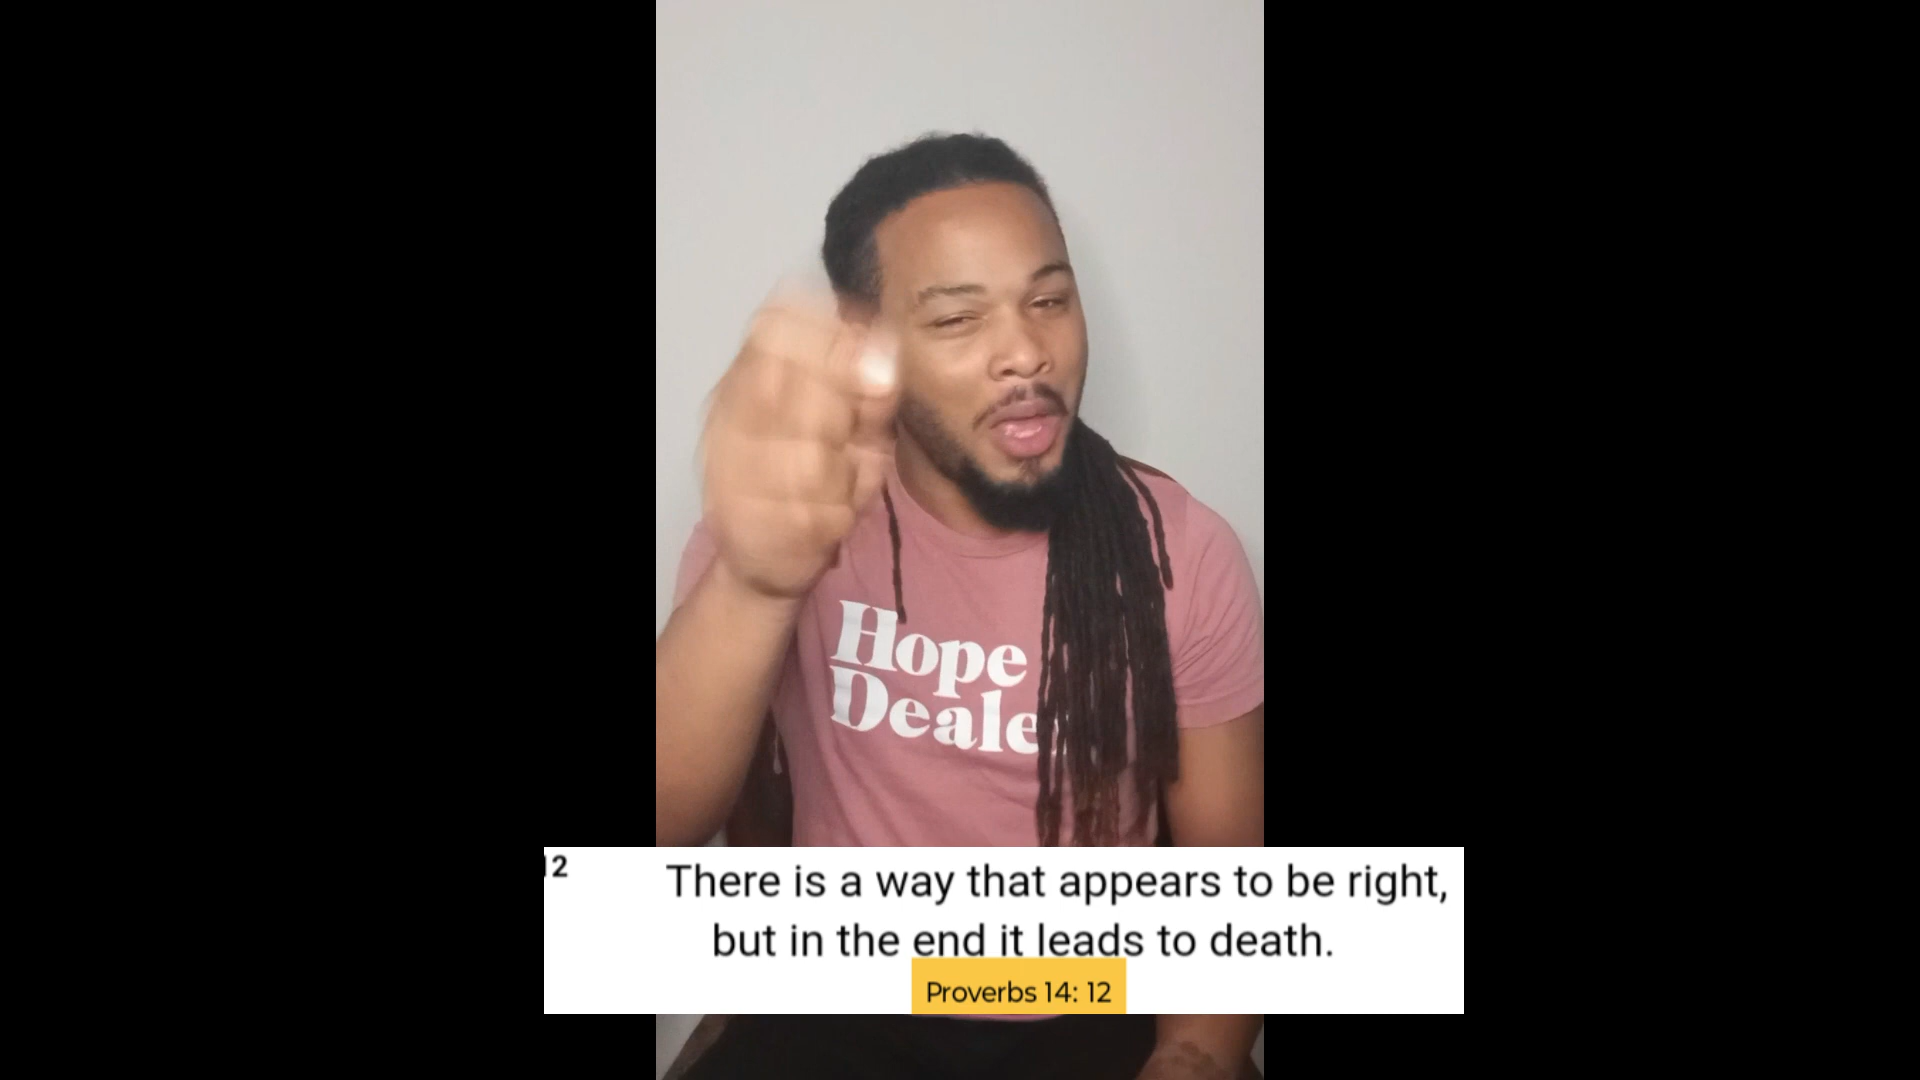 Hope
Deale
12
There is a way that appears to be right,
but in the end it leads to death.
Proverbs 14: 12